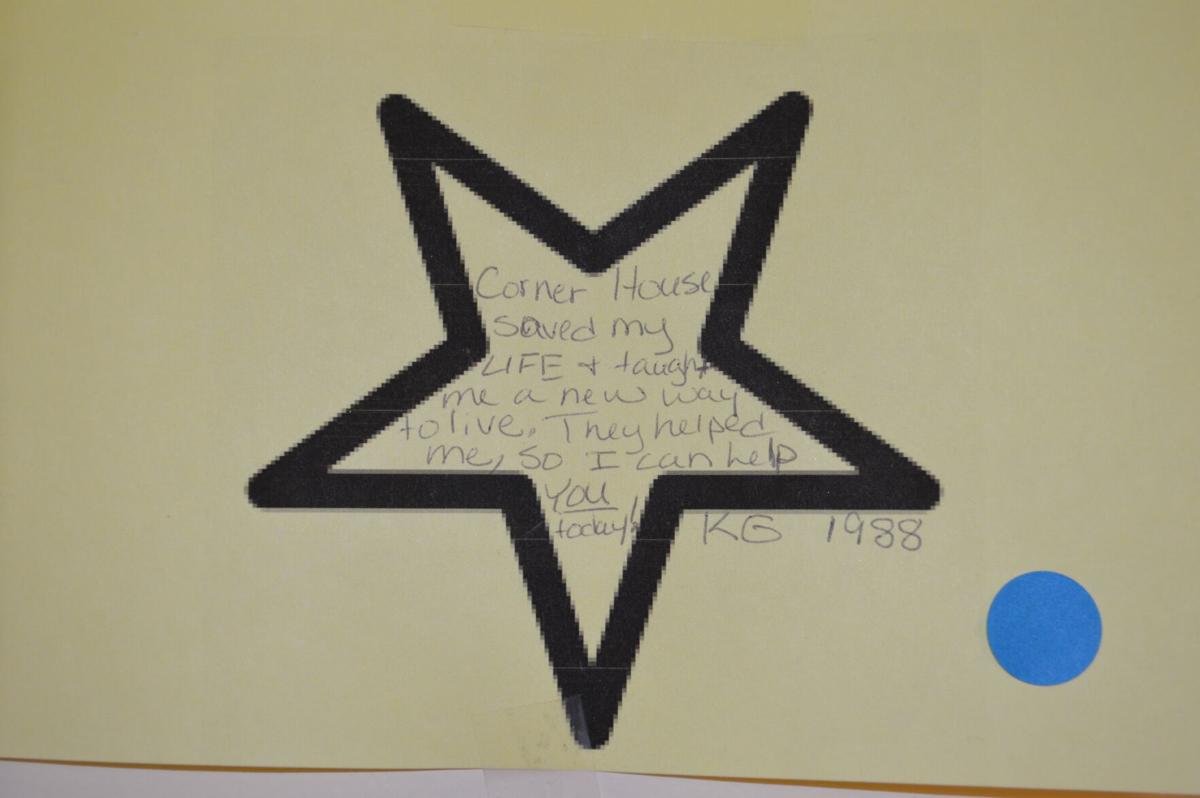 Corner House
saved my
LIFE + taught
me a new way
to live. They helped
me, so I can help
you
today!
KG 1988